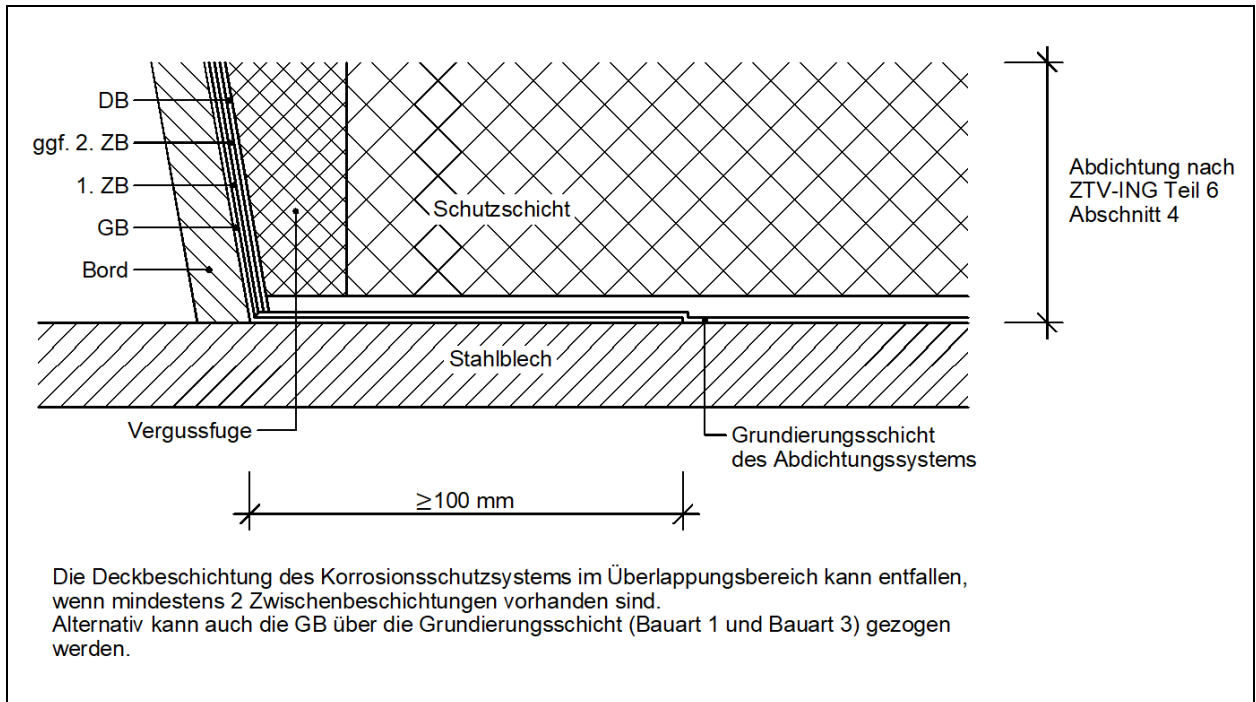 DB
ggf. 2. ZB
1. ZB
GB
Bord
Schutzschicht
Abdichtung nach
ZTV-ING Teil 6
Abschnitt 4
Stahlblech
Vergussfuge
Grundierungsschicht
des Abdichtungssystems
≥100 mm
Die Deckbeschichtung des Korrosionsschutzsystems im Überlappungsbereich kann entfallen,
wenn mindestens 2 Zwischenbeschichtungen vorhanden sind.
Alternativ kann auch die GB über die Grundierungsschicht (Bauart 1 und Bauart 3) gezogen
werden.